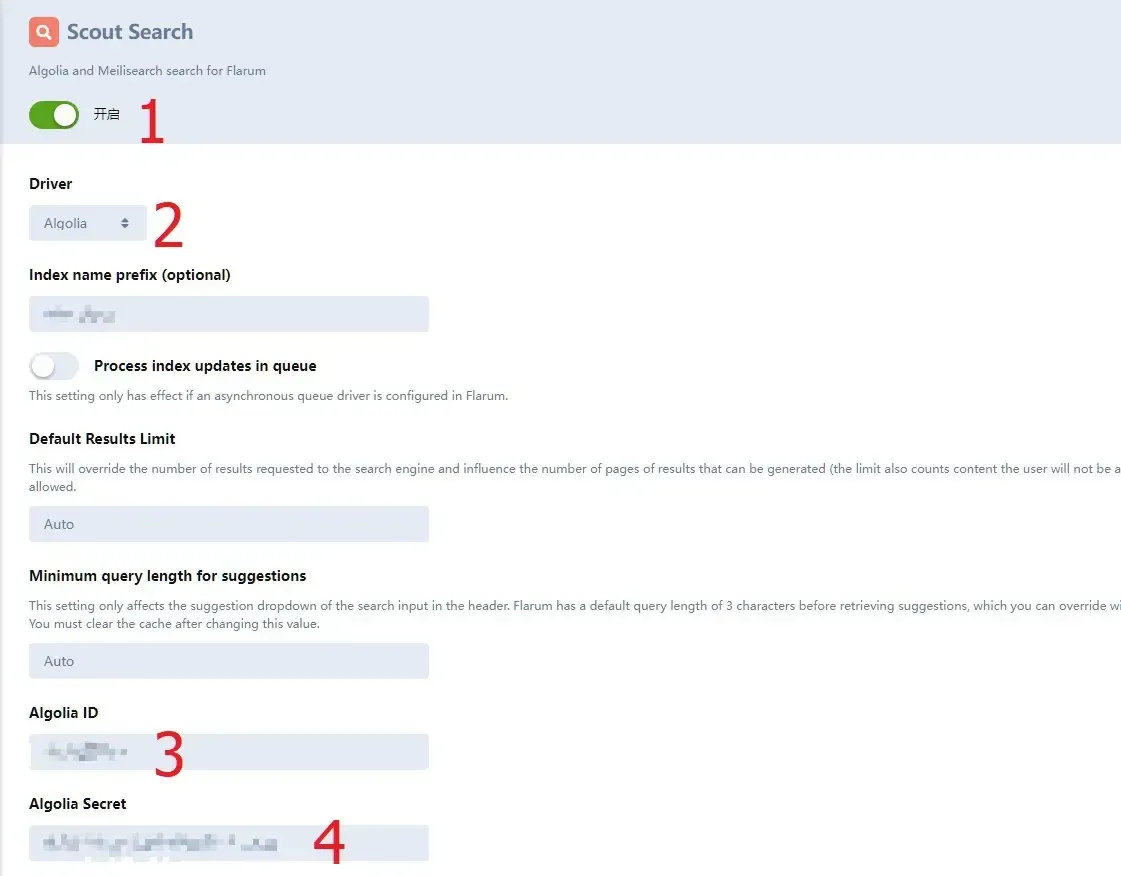 Scout Search
Algolia and Meilisearch search for Flarum
开启 1
Driver
Algolia 2
Index name prefix (optional)
Process index updates in queue
This setting only has effect if an asynchronous queue driver is configured in Flarum.
Default Results Limit
This will override the number of results requested to the search engine and influence the number of pages of results that can be generated (the limit also counts content the user will not be a
allowed.
Auto
Minimum query length for suggestions
This setting only affects the suggestion dropdown of the search input in the header. Flarum has a default query length of 3 characters before retrieving suggestions, which you can override wi
You must clear the cache after changing this value.
Auto
Algolia ID
3
Algolia Secret
4